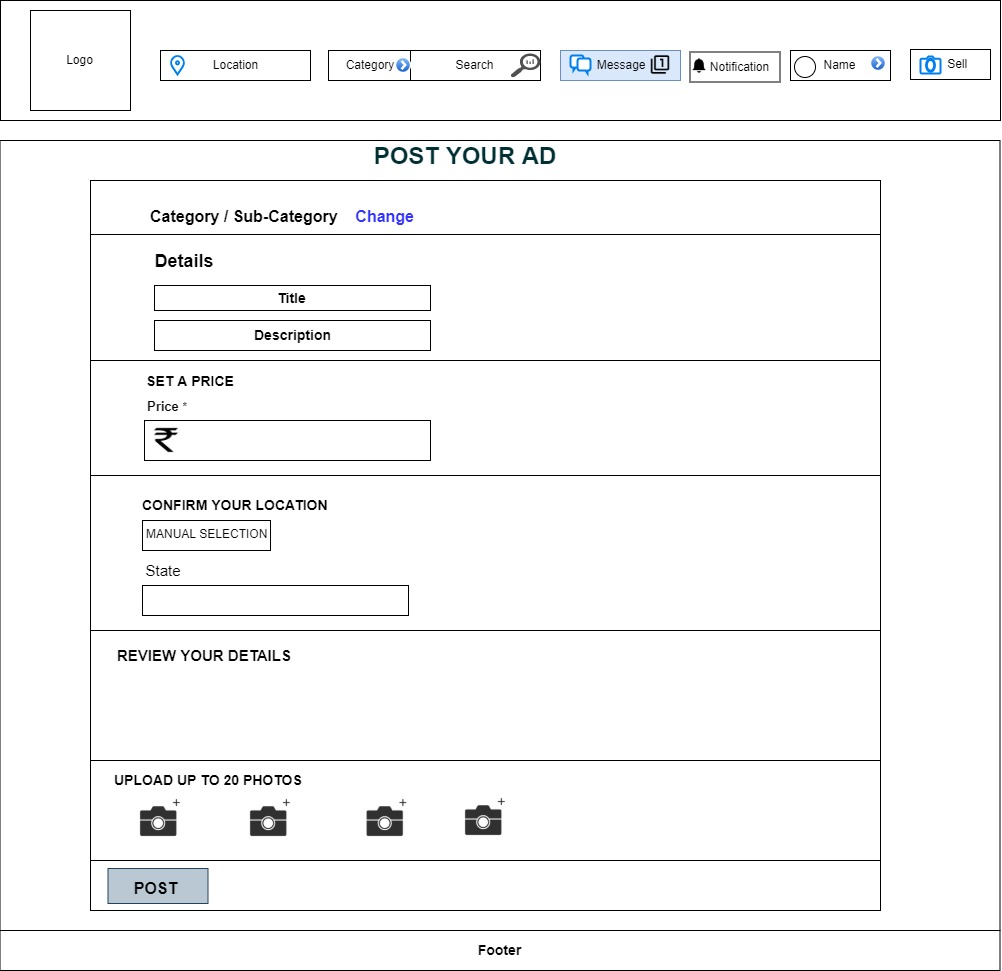 Logo
Location
Category
Search
Message 1
Notification
Name
Sell
POST YOUR AD
Category / Sub-Category Change
Details
Title
Description
SET A PRICE
Price *
₹
CONFIRM YOUR LOCATION
MANUAL SELECTION
State
REVIEW YOUR DETAILS
UPLOAD UP TO 20 PHOTOS
+ + + +
POST
Footer